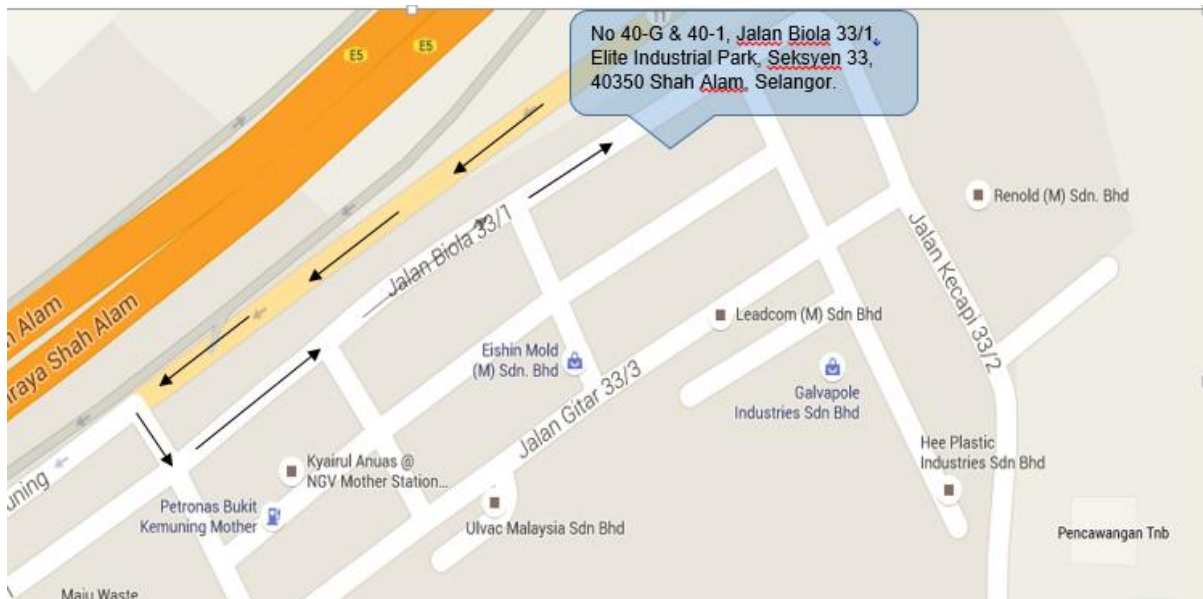 No 40-G & 40-1, Jalan Biola 33/1,
Elite Industrial Park, Seksyen 33,
40350 Shah Alam, Selangor.
E5
E5
Renold (M) Sdn. Bhd
Jalan Biola 33/1
Jalan Kecapi 33/2
Alam
Shah Alam
Leadcom (M) Sdn Bhd
Eishin Mold
(M) Sdn. Bhd
Jalan Gitar 33/3
Galvapole
Industries Sdn Bhd
Hee Plastic
Industries Sdn Bhd
Kyairul Anuas @
NGV Mother Station...
Petronas Bukit
Kemuning Mother
Ulvac Malaysia Sdn Bhd
Pencawangan Tnb
Maju Waste